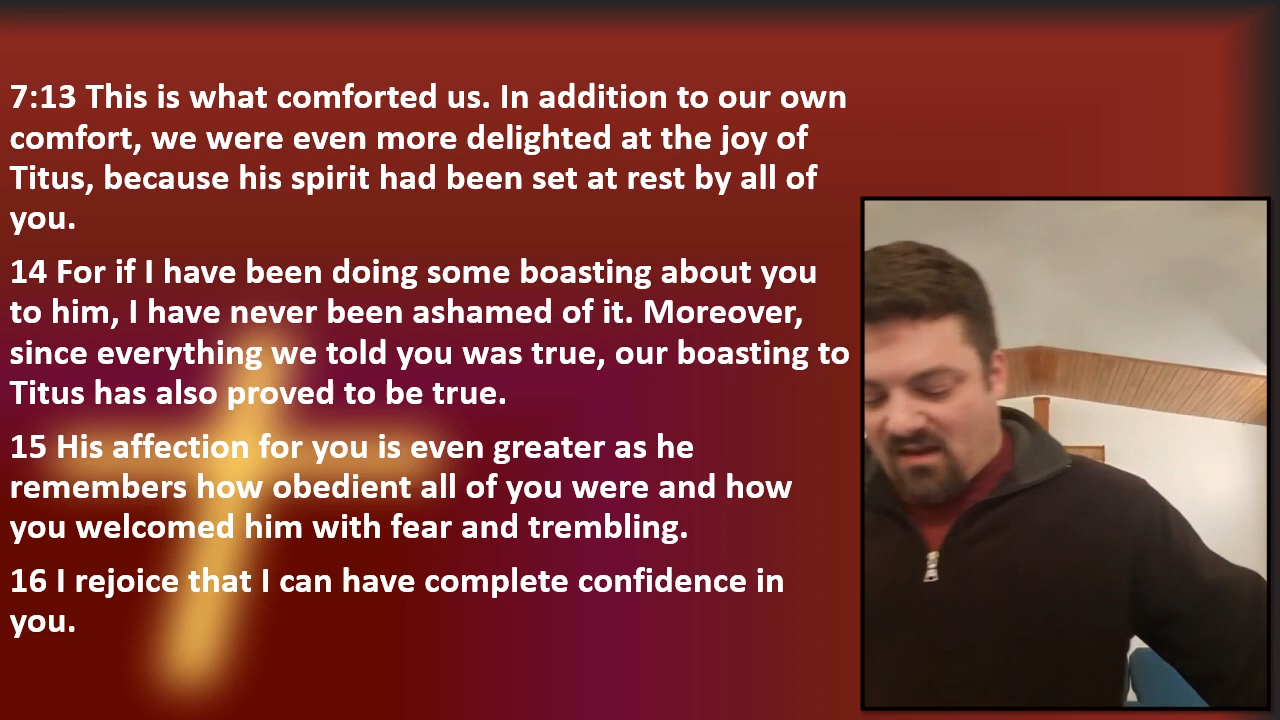 7:13 This is what comforted us. In addition to our own
comfort, we were even more delighted at the joy of
Titus, because his spirit had been set at rest by all of
you.
14 For if I have been doing some boasting about you
to him, I have never been ashamed of it. Moreover,
since everything we told you was true, our boasting to
Titus has also proved to be true.
15 His affection for you is even greater as he
remembers how obedient all of you were and how
you welcomed him with fear and trembling.
16 I rejoice that I can have complete confidence in
you.